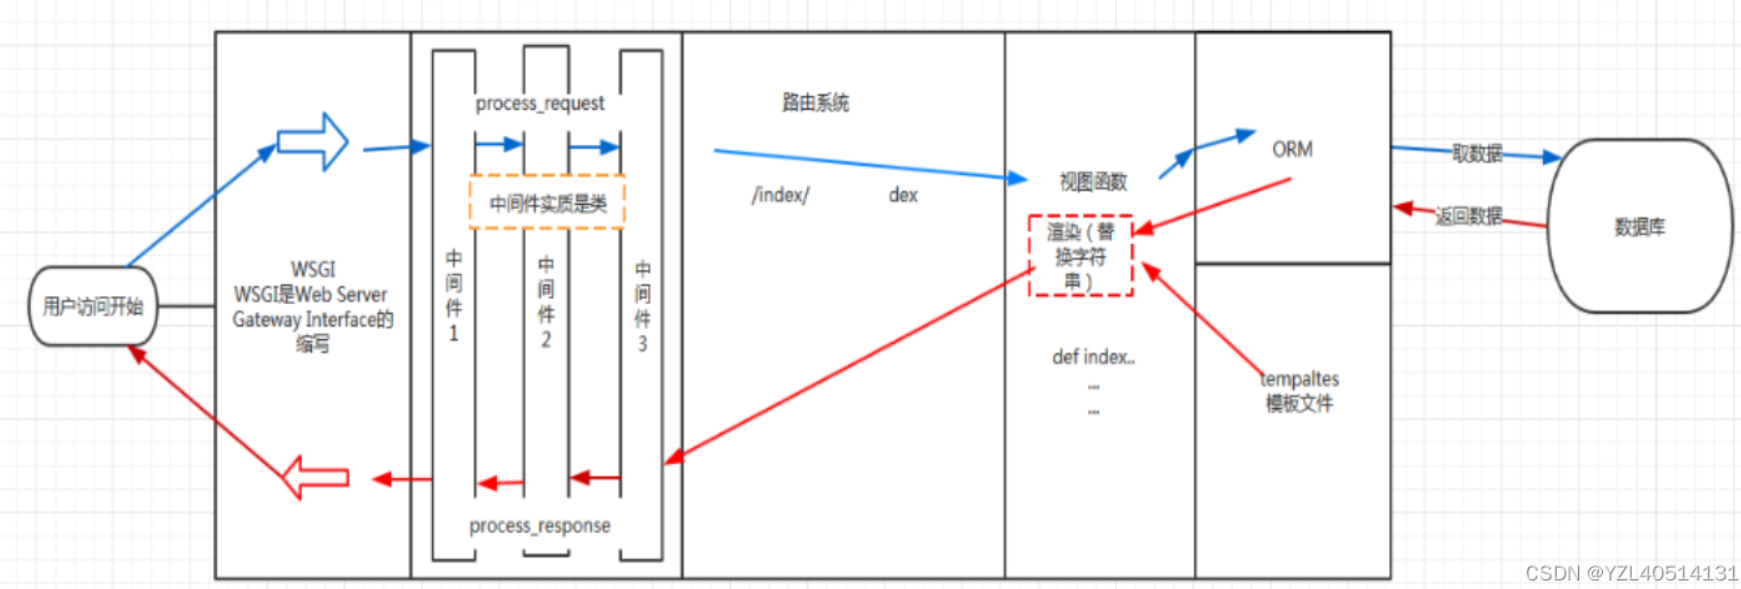 用户访问开始
WSGI
WSGI是Web Server
Gateway Interface的
缩写
process_request
中间件实质是类
中
间
件
1
中
间
件
2
中
间
件
3
process_response
路由系统
/index/ dex
视图函数
渲染（替
换字符
串）
def index..
...
...
ORM
tempaltes
模板文件
取数据
返回数据
数据库
CSDN @YZL40514131